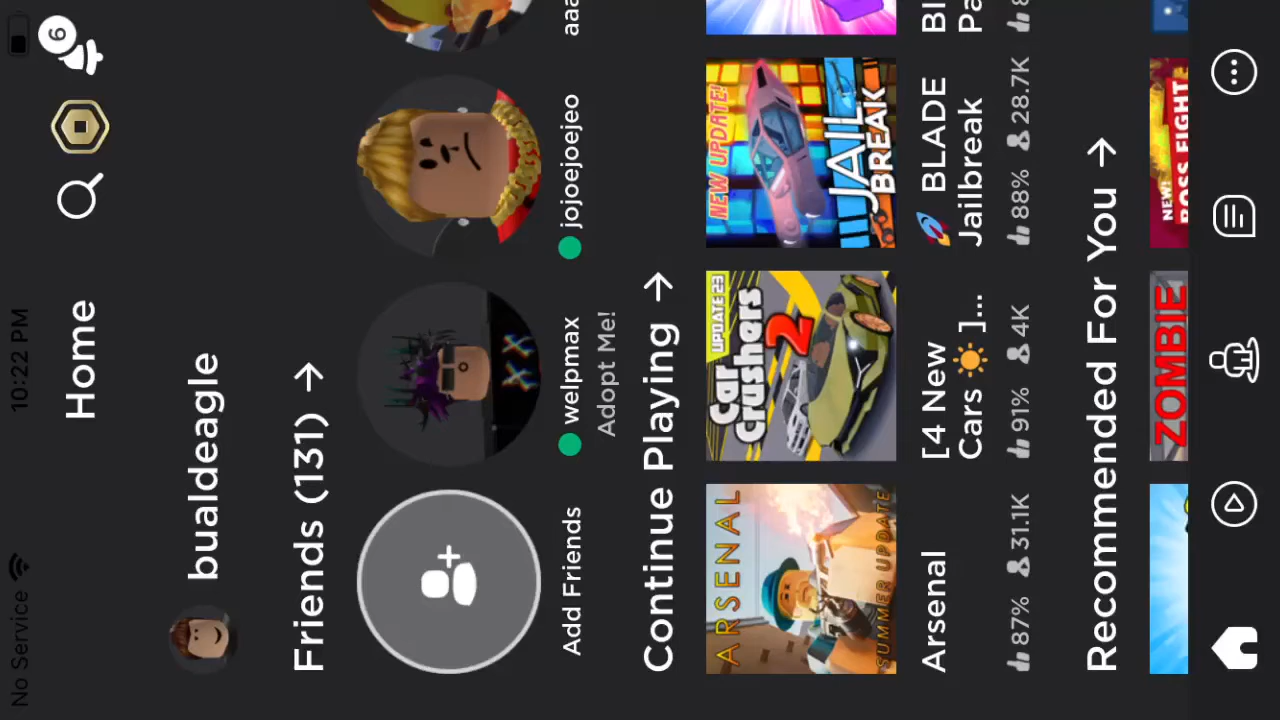 No Service 10:22 PM
Home
6
bualdeagle
Friends (131) →
Add Friends
welpmax
Adopt Me!
jojoejoejeo
aaa
Continue Playing →
ARSENAL
SUMMER UPDATE
UPDATE 23
Car Crushers 2
NEW UPDATE!
JAIL
BREAK
Arsenal
87% 31.1K
[4 New
Cars ☀️ ]...
91% 4K
🚀 BLADE
Jailbreak
88% 28.7K
Recommended For You →
ZOMBIE
NEW!
BOSS FIGHT